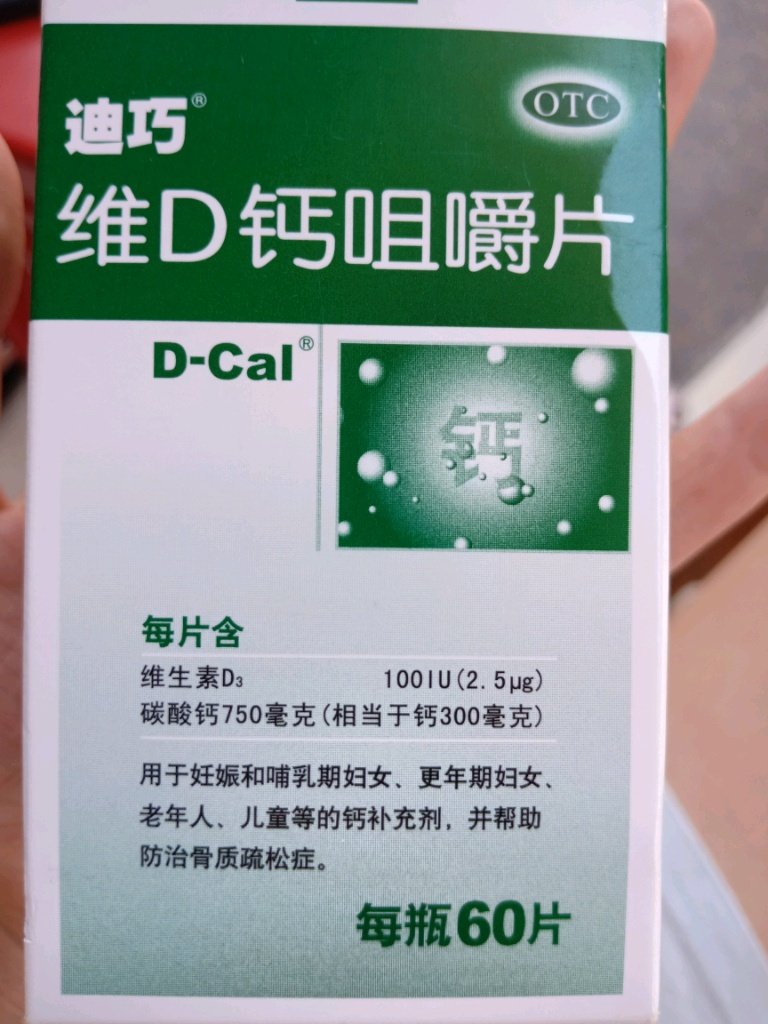 迪巧®
OTC
维D钙咀嚼片
D-Cal®
钙
每片含
维生素D₃ 100IU(2.5μg)
碳酸钙750毫克(相当于钙300毫克)
用于妊娠和哺乳期妇女、更年期妇女、
老年人、儿童等的钙补充剂，并帮助
防治骨质疏松症。
每瓶60片